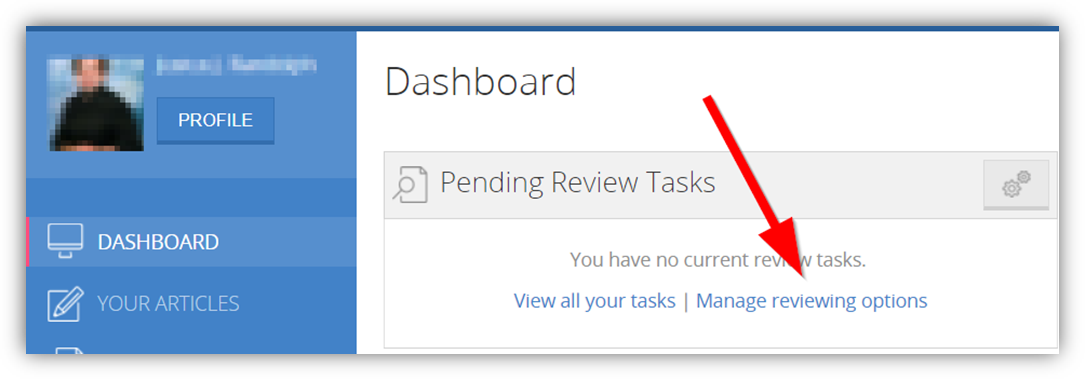 PROFILE
DASHBOARD
YOUR ARTICLES
Dashboard
Pending Review Tasks
You have no current review tasks.
View all your tasks | Manage reviewing options